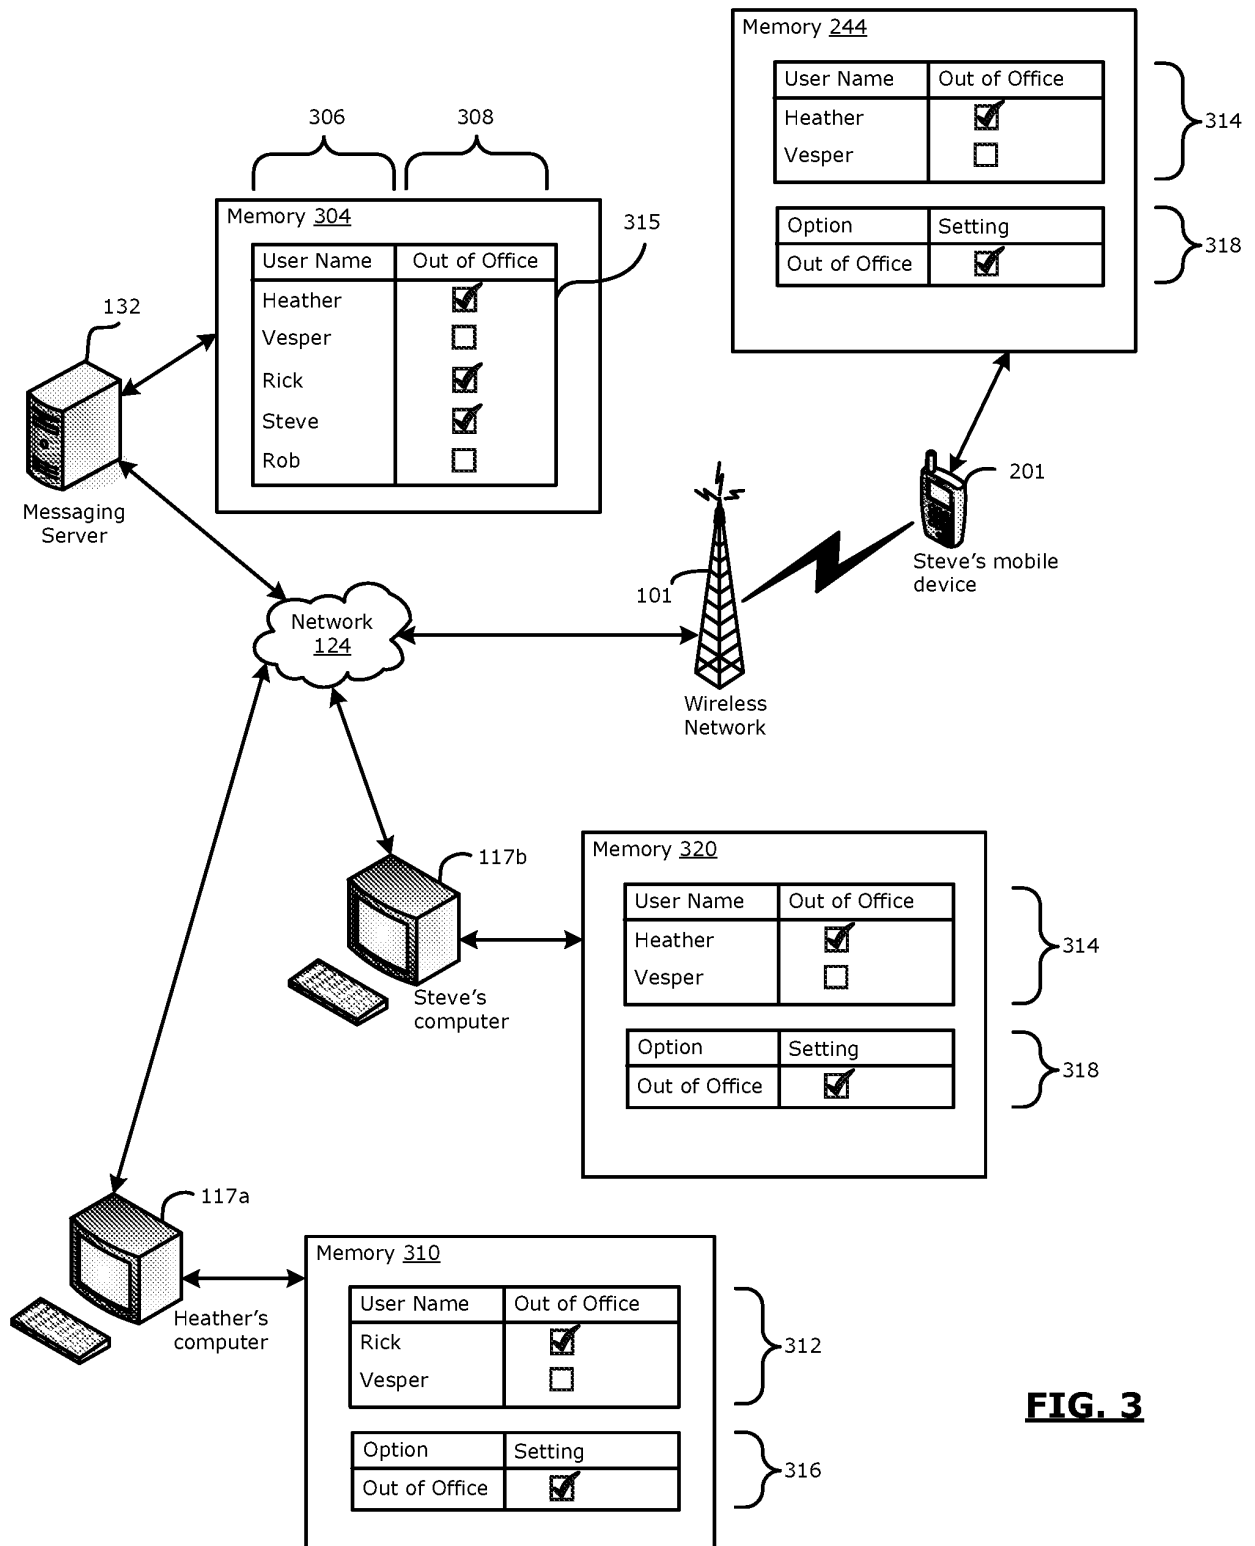 Memory 244
User Name Out of Office
Heather
Vesper
314
Option Setting
Out of Office
318
306 308
Memory 304
315
User Name Out of Office
Heather
Vesper
Rick
Steve
Rob
132
Messaging
Server
201
Steve's mobile
device
101
Wireless
Network
Network
124
117b
Steve's
computer
Memory 320
User Name Out of Office
Heather
Vesper
314
Option Setting
Out of Office
318
117a
Heather's
computer
Memory 310
User Name Out of Office
Rick
Vesper
312
Option Setting
Out of Office
316
FIG. 3